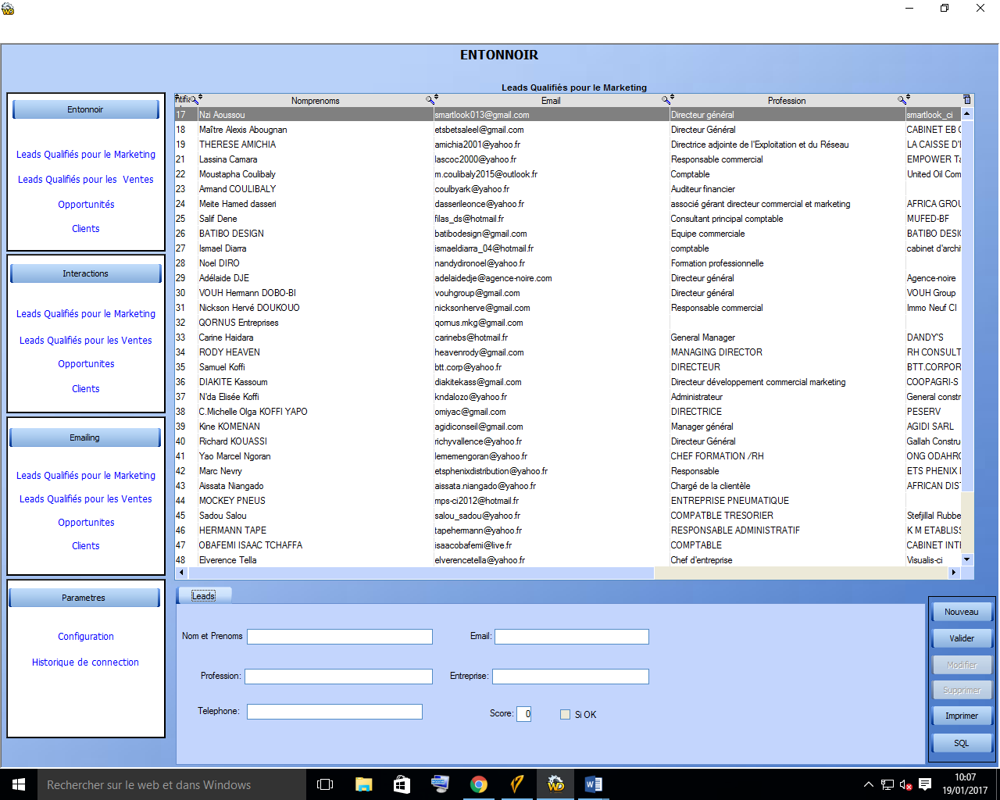 ENTONNOIR
Leads Qualifiés pour le Marketing
Entonnoir
Leads Qualifiés pour le Marketing
Leads Qualifiés pour les Ventes
Opportunités
Clients
Interactions
Leads Qualifiés pour le Marketing
Leads Qualifiés pour les Ventes
Opportunites
Clients
Emailing
Leads Qualifiés pour le Marketing
Leads Qualifiés pour les Ventes
Opportunites
Clients
Parametres
Configuration
Historique de connection
Nomprenoms Email Profession
17 Nzi Aoussou smartlook013@gmail.com Directeur général smartlook_ci
18 Maître Alexis Abougnan etsbetsaleel@gmail.com Directeur Général CABINET EB
19 THERESE AMICHIA amichia2001@yahoo.fr Directrice adjointe de l'Exploitation et du Réseau LA CAISSE D'
20 Lassina Camara lascoc2000@yahoo.fr Responsable commercial EMPOWER Ta
22 Moustapha Coulibaly m.coulibaly2015@outlook.fr Comptable United Oil Com
23 Armand COULIBALY coulbyark@yahoo.fr Auditeur financier
24 Meite Hamed dasseri dasserileonce@yahoo.fr associé gérant directeur commercial et marketing AFRICA GROU
25 Salif Dene filas_ds@hotmail.fr Consultant principal comptable MUFED-BF
26 BATIBO DESIGN batibodesign@gmail.com Equipe commerciale BATIBO DESI
27 Ismael Diarra ismaeldiarra_04@hotmail.fr comptable cabinet d'archi
28 Noel DIRO nandydironoel@yahoo.fr Formation professionnelle
29 Adélaide DJE adelaidedje@agence-noire.com Directeur général Agence-noire
30 VOUH Hermann DOBO-BI vouhgroup@gmail.com Directeur général VOUH Group
31 Nickson Hervé DOUKOUO nicksonherve@gmail.com Responsable commercial Immo Neuf CI
32 QORNUS Entreprises qornus.mkg@gmail.com
33 Carine Haidara carinebs@hotmail.fr General Manager DANDY'S
34 RODY HEAVEN heavenrody@gmail.com MANAGING DIRECTOR RH CONSULT
35 Samuel Koffi btt.corp@yahoo.fr DIRECTEUR BTT.CORPOR
36 DIAKITE Kassoum diakitekass@gmail.com Directeur développement commercial marketing COOPAGRI-S
37 N'da Elisée Koffi kndalozo@yahoo.fr Administrateur General constr
38 C.Michelle Olga KOFFI YAPO omiyac@gmail.com DIRECTRICE PESERV
39 Kine KOMENAN agidiconseil@gmail.com Manager général AGIDI SARL
40 Richard KOUASSI richyvallence@yahoo.fr Directeur Général Gallah Constru
41 Yao Marcel Ngoran lememengoran@yahoo.fr CHEF FORMATION /RH ONG ODAHRO
42 Marc Nevry etsphenixdistribution@yahoo.fr Responsable ETS PHENIX
43 Aissata Niangado aissata.niangado@yahoo.fr Chargé de la clientèle AFRICAN DIS
44 MOCKEY PNEUS mps-ci2012@hotmail.fr ENTREPRISE PNEUMATIQUE
45 Sadou Salou salou_sadou@yahoo.fr COMPATBLE TRESORIER Stefjillal Rubbe
46 HERMANN TAPE tapehermann@yahoo.fr RESPONSABLE ADMINISTRATIF K M ETABLISS
47 OBAFEMI ISAAC TCHAFFA isaacobafemi@live.fr COMPTABLE CABINET INTE
48 Elverence Tella elverencetella@yahoo.fr Chef d'entreprise Visualis-ci
Leads
Nom et Prenoms Email:
Profession: Entreprise:
Telephone: Score: 0 Si OK
Nouveau
Valider
Modifier
Supprimer
Imprimer
SQL
Rechercher sur le web et dans Windows
10:07
19/01/2017